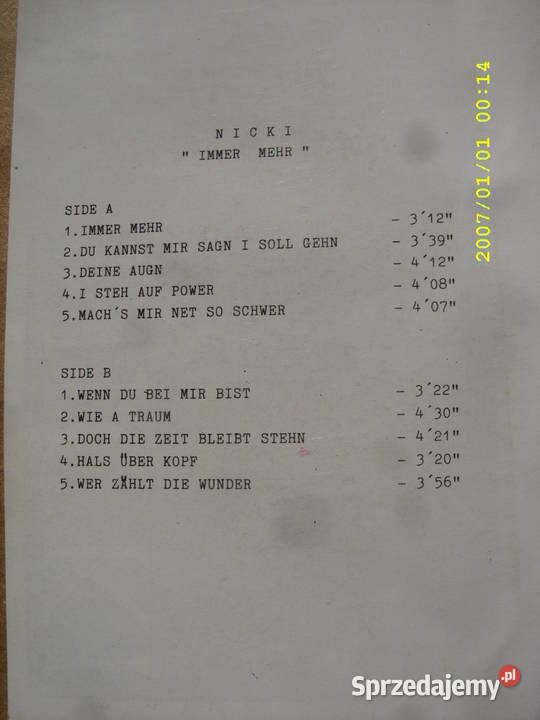 N I C K I
" IMMER MEHR "
SIDE A
1.IMMER MEHR - 3´12"
2.DU KANNST MIR SAGN I SOLL GEHN - 3´39"
3.DEINE AUGN - 4´12"
4.I STEH AUF POWER - 4´08"
5.MACH´S MIR NET SO SCHWER - 4´07"
SIDE B
1.WENN DU BEI MIR BIST - 3´22"
2.WIE A TRAUM - 4´30"
3.DOCH DIE ZEIT BLEIBT STEHN - 4´21"
4.HALS ÜBER KOPF - 3´20"
5.WER ZÄHLT DIE WUNDER - 3´56"
2007/01/01 00:14
Sprzedajemy.pl